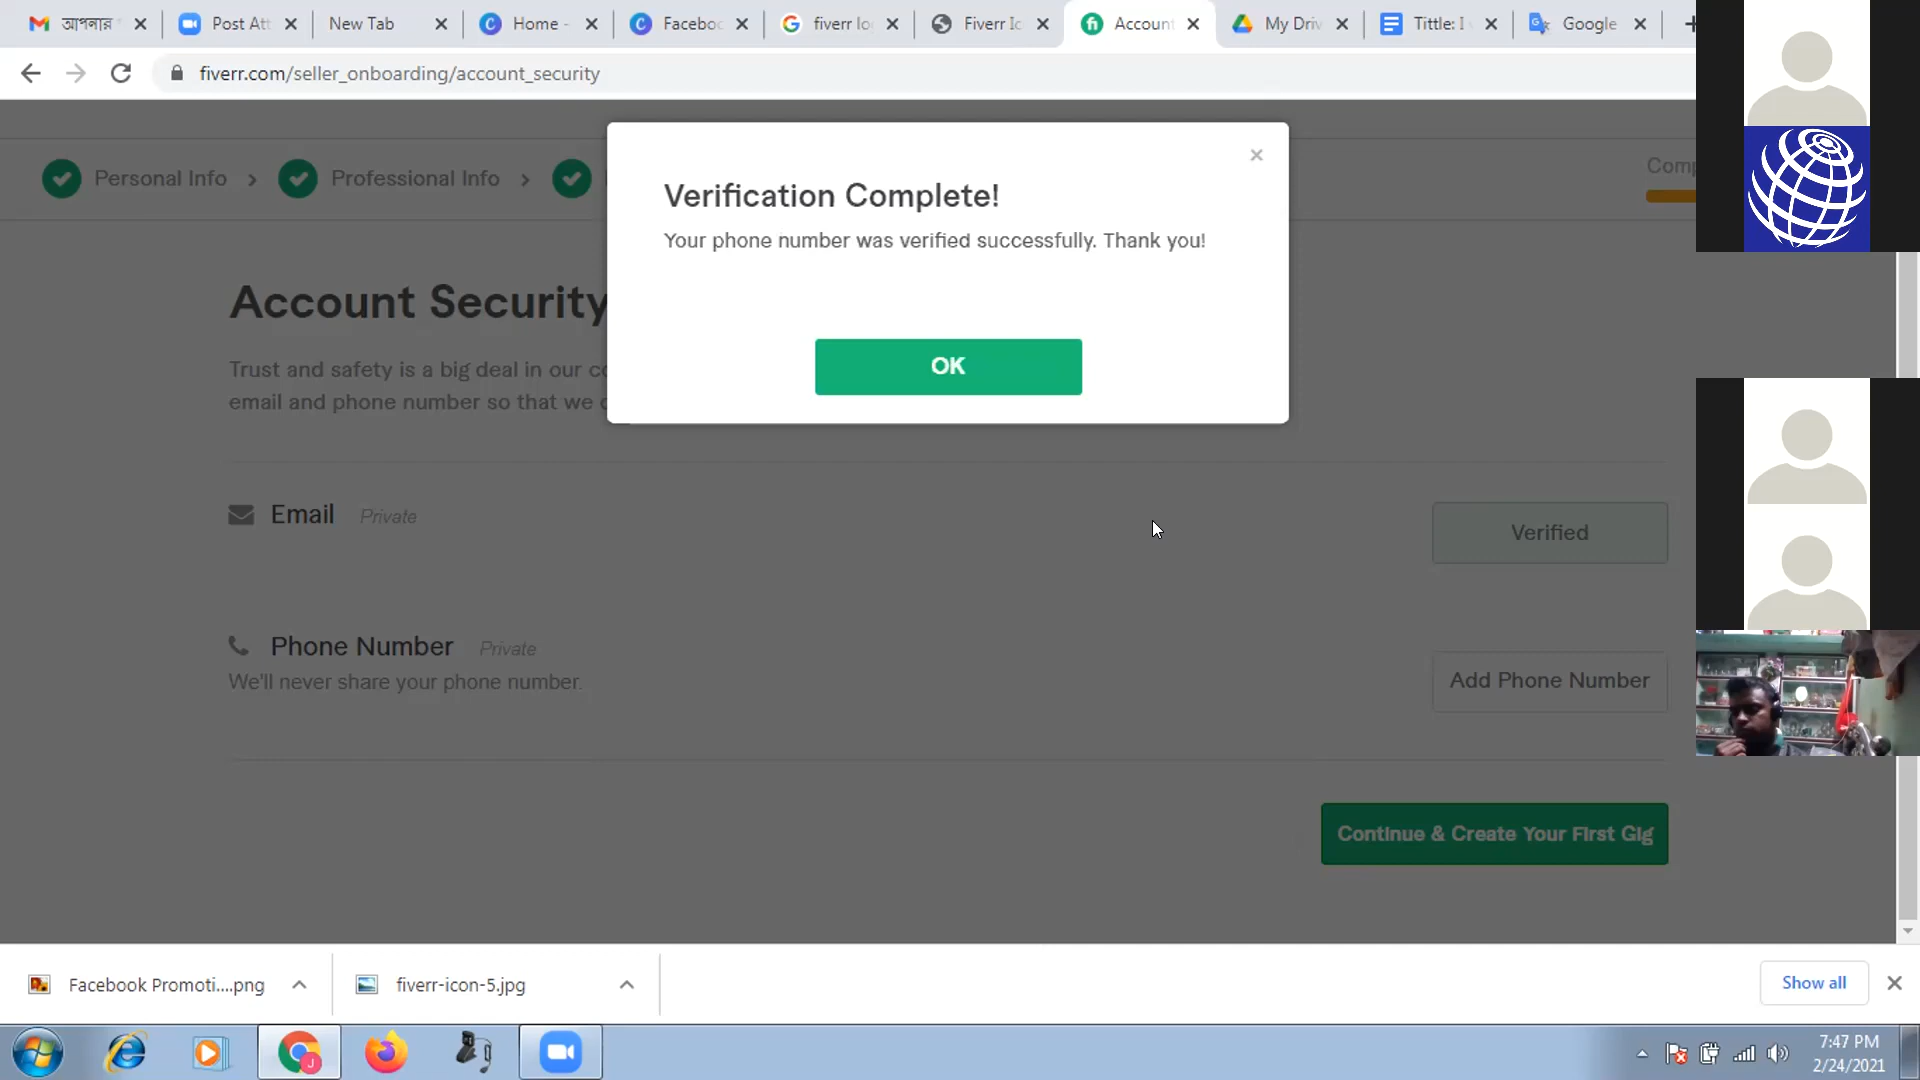 আপনার
Post Att
New Tab
Home -
Faceboo
fiverr lo
Fiverr Ic
Account
My Driv
Tittle: I
Google
fiverr.com/seller_onboarding/account_security
Personal Info
Professional Info
Comp
Verification Complete!
Your phone number was verified successfully. Thank you!
OK
Account Security
Trust and safety is a big deal in our co
email and phone number so that we c
Email Private
Verified
Phone Number Private
We'll never share your phone number.
Add Phone Number
Continue & Create Your First Gig
Facebook Promoti....png
fiverr-icon-5.jpg
Show all
7:47 PM
2/24/2021